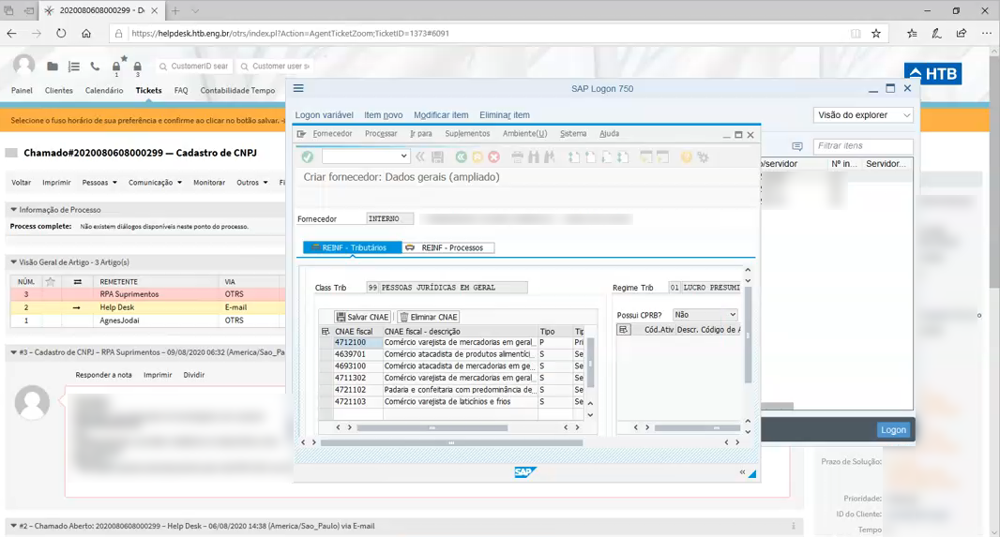 2020080608000299 - D
https://helpdesk.htb.eng.br/otrs/index.pl?Action=AgentTicketZoom;TicketID=1373#6091
1
3
CustomerID sear
Customer user s
HTB
Painel Clientes Calendário Tickets FAQ Contabilidade Tempo
Selecione o fuso horário de sua preferência e confirme ao clicar no botão salvar.
Chamado#2020080608000299 — Cadastro de CNPJ
Voltar Imprimir Pessoas Comunicação Monitorar Outros Fi
Informação de Processo
Process complete: Não existem diálogos disponíveis neste ponto do processo.
Visão Geral de Artigo - 3 Artigo(s)
NÚM. REMETENTE VIA
3 RPA Suprimentos OTRS
2 Help Desk E-mail
1 AgnesJodai OTRS
#3 – Cadastro de CNPJ – RPA Suprimentos – 09/08/2020 06:32 (America/Sao_Pa
Responder a nota Imprimir Dividir
#2 – Chamado Aberto: 2020080608000299 – Help Desk – 06/08/2020 14:38 (America/Sao_Paulo) via E-mail
SAP Logon 750
Logon variável Item novo Modificar item Eliminar item
Visão do explorer
Filtrar itens
o/servidor Nº in... Servidor...
Fornecedor Processar Ir para Suplementos Ambiente(U) Sistema Ajuda
Criar fornecedor: Dados gerais (ampliado)
Fornecedor INTERNO
REINF - Tributários REINF - Processos
Class Trib 99 PESSOAS JURÍDICAS EM GERAL
Regime Trib 01 LUCRO PRESUMI
Salvar CNAE Eliminar CNAE
Possui CPRB? Não
CNAE fiscal CNAE fiscal - descrição Tipo Tip
Cód.Ativ Descr. Código de A
4712100 Comércio varejista de mercadorias em geral... P Pri
4639701 Comércio atacadista de produtos alimentíci... S Se
4693100 Comércio atacadista de mercadorias em ge... S Se
4711302 Comércio varejista de mercadorias em geral... S Se
4721102 Padaria e confeitaria com predominância de... S Se
4721103 Comércio varejista de laticínios e frios S Se
SAP
Logon
Prazo de Solução:
Prioridade:
ID do Cliente:
Tempo